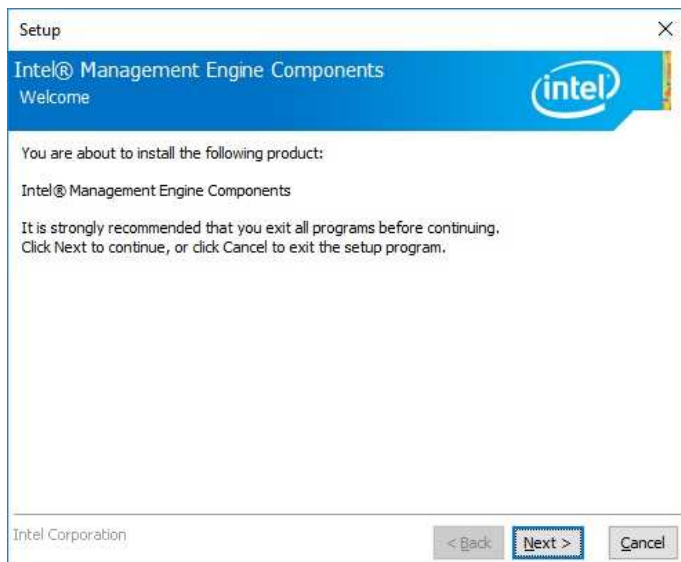 Setup
Intel® Management Engine Components
Welcome
intel
You are about to install the following product:
Intel® Management Engine Components
It is strongly recommended that you exit all programs before continuing.
Click Next to continue, or click Cancel to exit the setup program.
Intel Corporation
< Back
Next >
Cancel